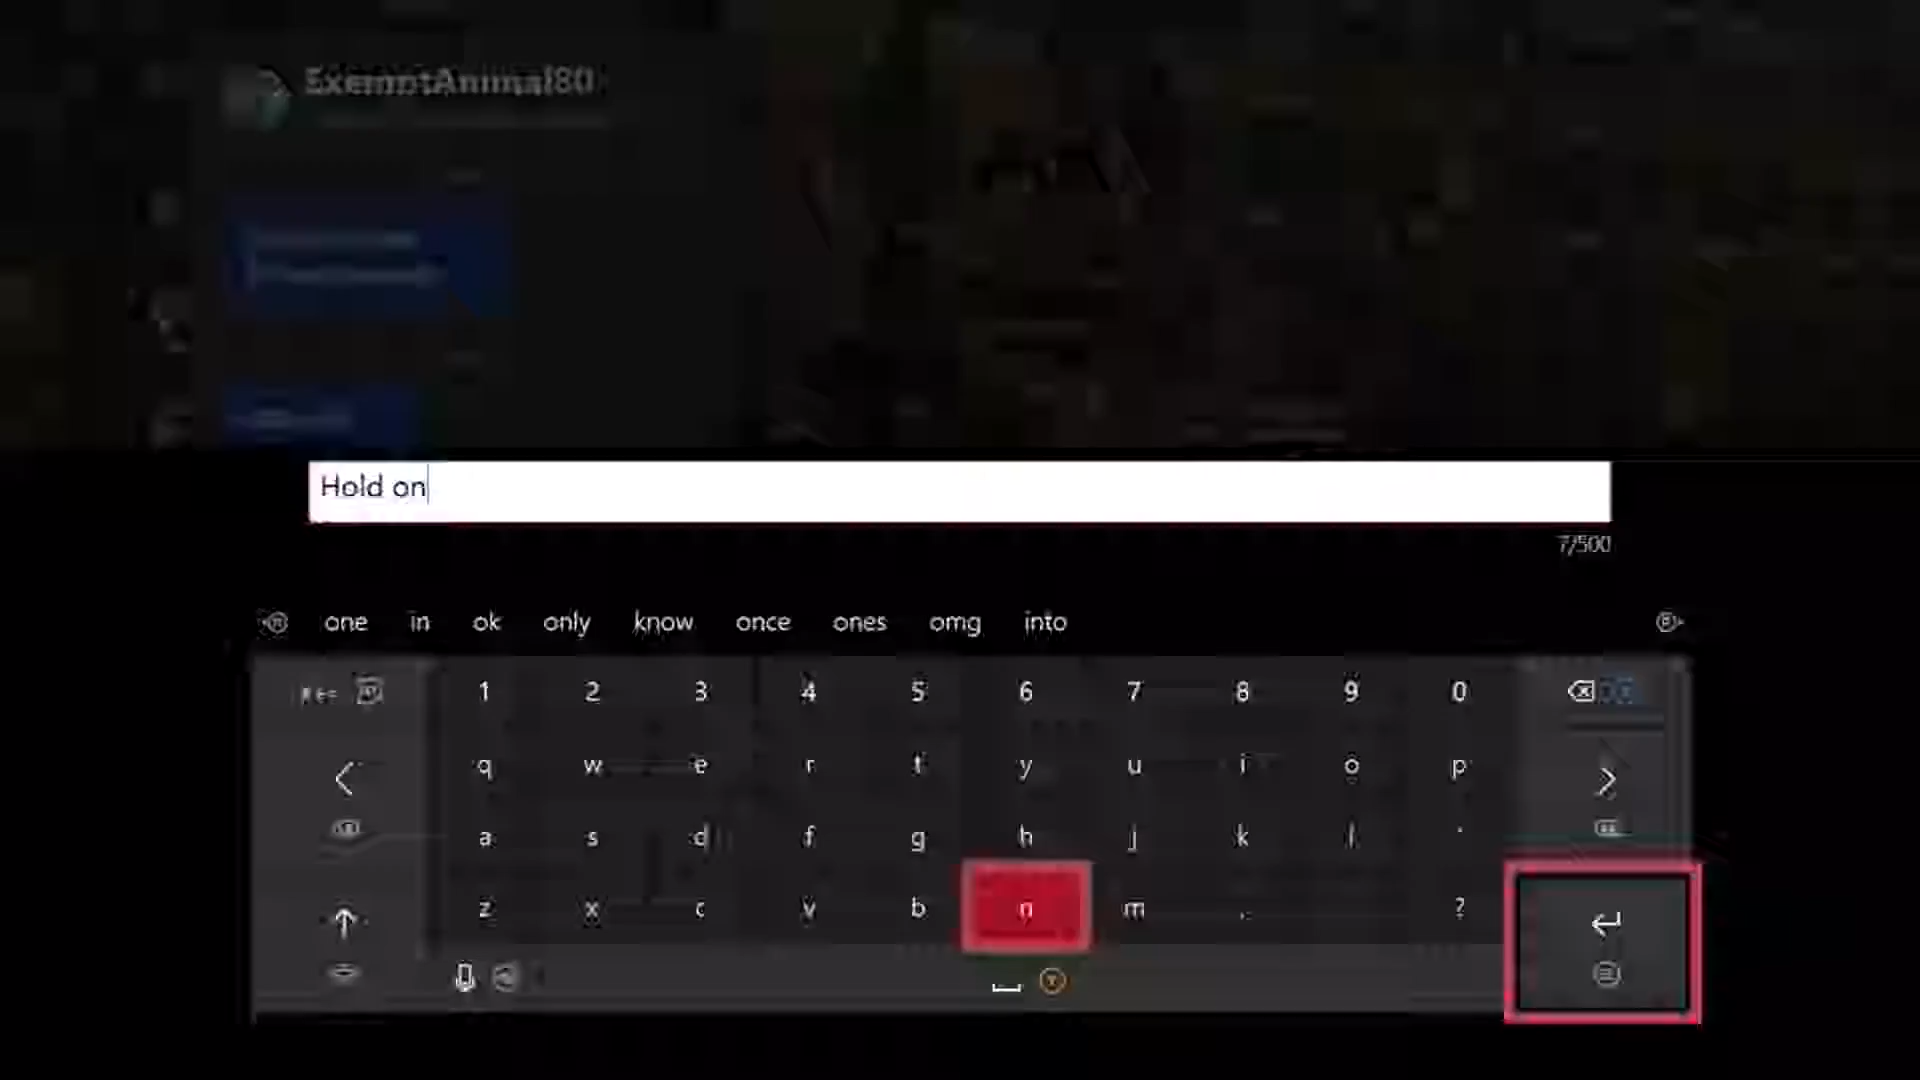 ExemptAnimal80
Hold on
7/500
one in ok only know once ones omg into
1 2 3 4 5 6 7 8 9 0
q w e r t y u i o p
a s d f g h j k l '
z x c v b n m , ?